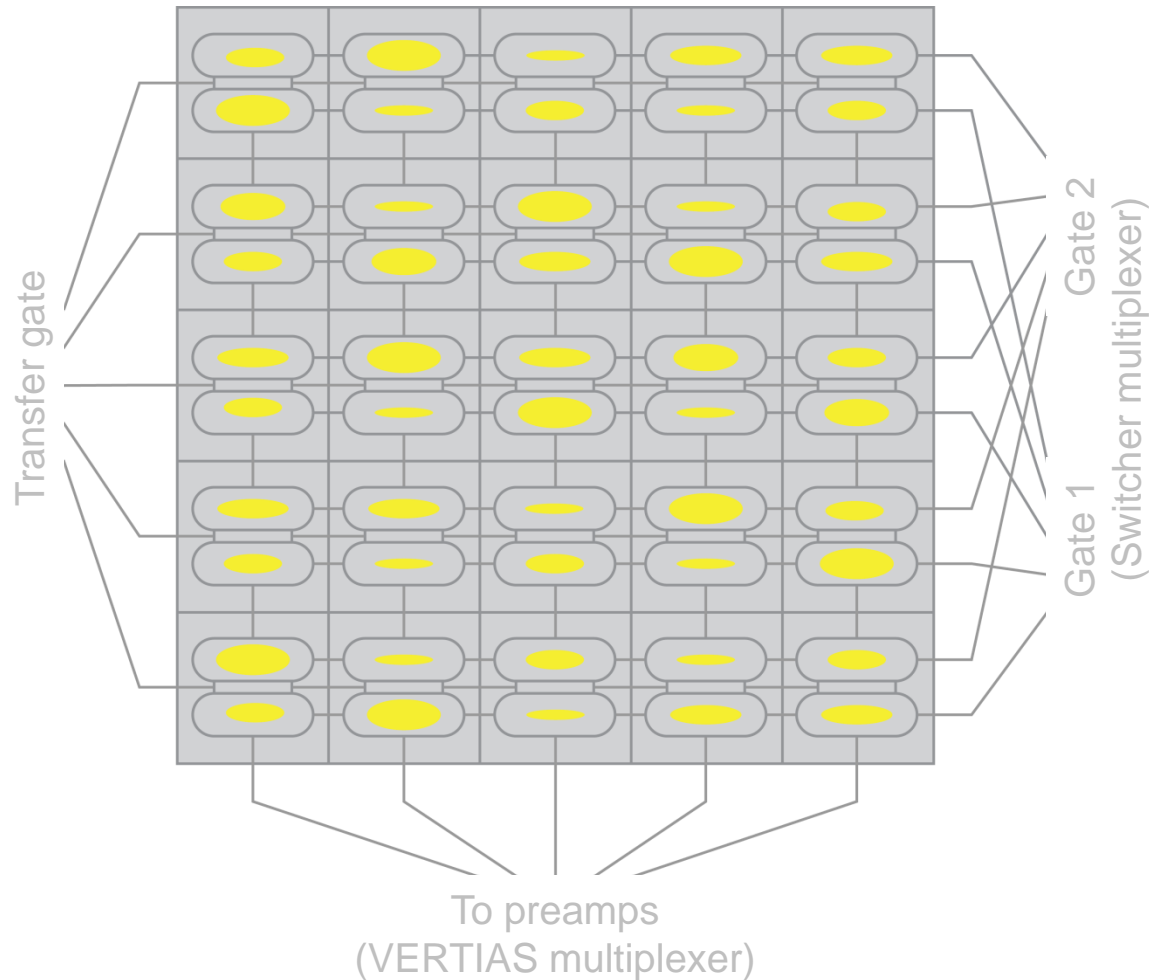 Transfer gate
Gate 2
Gate 1
(Switcher multiplexer)
To preamps
(VERTIAS multiplexer)